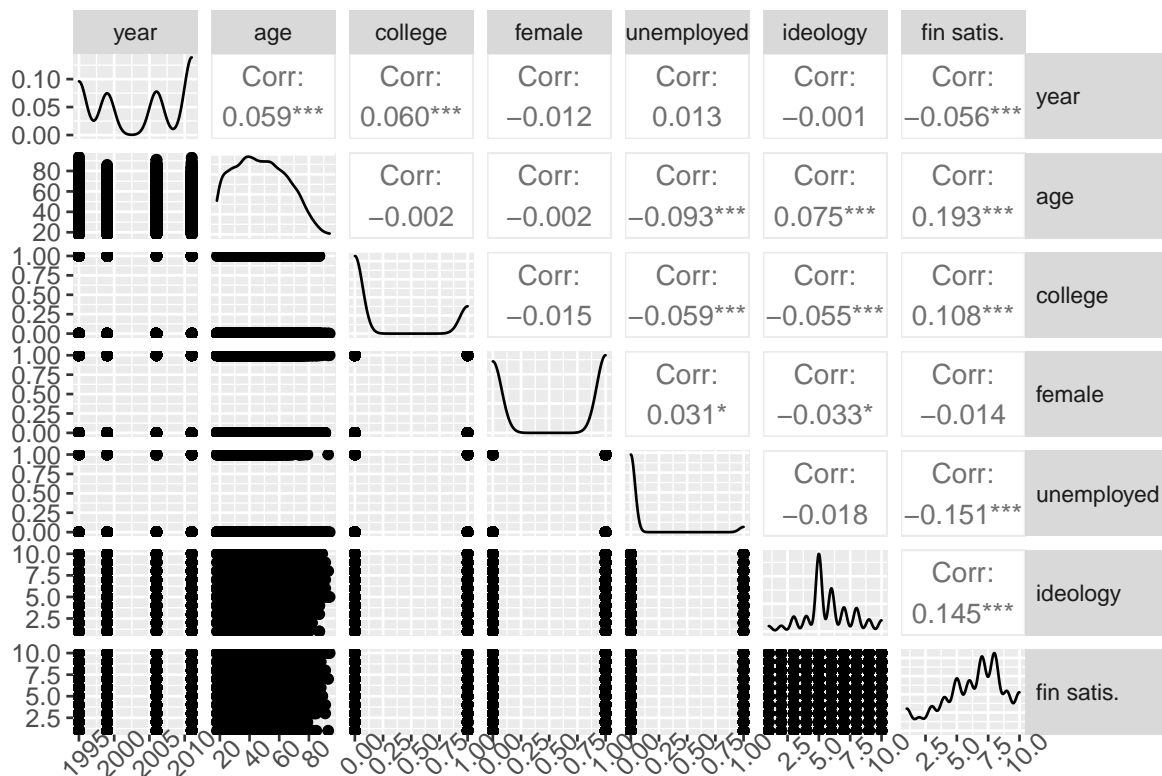 year age college female unemployed ideology fin satis.
0.10
0.05
0.00
Corr:
0.059***
Corr:
0.060***
Corr:
−0.012
Corr:
0.013
Corr:
−0.001
Corr:
−0.056***
year
80
60
40
20
Corr:
−0.002
Corr:
−0.002
Corr:
−0.093***
Corr:
0.075***
Corr:
0.193***
age
1.00
0.75
0.50
0.25
0.00
Corr:
−0.015
Corr:
−0.059***
Corr:
−0.055***
Corr:
0.108***
college
1.00
0.75
0.50
0.25
0.00
Corr:
0.031*
Corr:
−0.033*
Corr:
−0.014
female
1.00
0.75
0.50
0.25
0.00
Corr:
−0.018
Corr:
−0.151***
unemployed
10.0
7.5
5.0
2.5
Corr:
0.145***
ideology
10.0
7.5
5.0
2.5
fin satis.
1995 2000 2005 2010
20 40 60 80
0.00 0.25 0.50 0.75 1.00
0.00 0.25 0.50 0.75 1.00
0.00 0.25 0.50 0.75 1.00
2.5 5.0 7.5 10.0
2.5 5.0 7.5 10.0